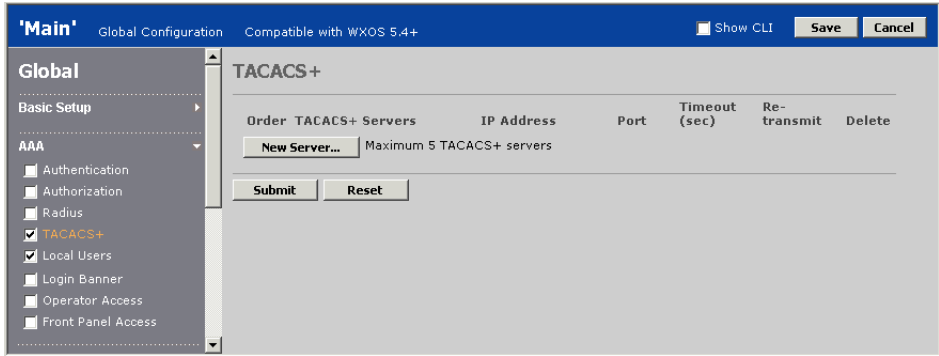 'Main' Global Configuration Compatible with WXOS 5.4+ Show CLI Save Cancel
Global
Basic Setup
AAA
Authentication
Authorization
Radius
TACACS+
Local Users
Login Banner
Operator Access
Front Panel Access
TACACS+
Order TACACS+ Servers IP Address Port Timeout (sec) Re-transmit Delete
New Server... Maximum 5 TACACS+ servers
Submit Reset